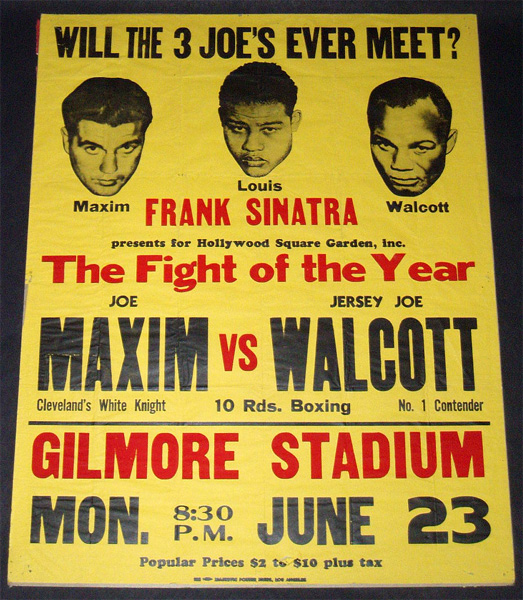 WILL THE 3 JOE'S EVER MEET?
Maxim Louis Walcott
FRANK SINATRA
presents for Hollywood Square Garden, inc.
The Fight of the Year
JOE JERSEY JOE
MAXIM VS WALCOTT
Cleveland's White Knight 10 Rds. Boxing No. 1 Contender
GILMORE STADIUM
MON. 8:30 P.M. JUNE 23
Popular Prices $2 to $10 plus tax